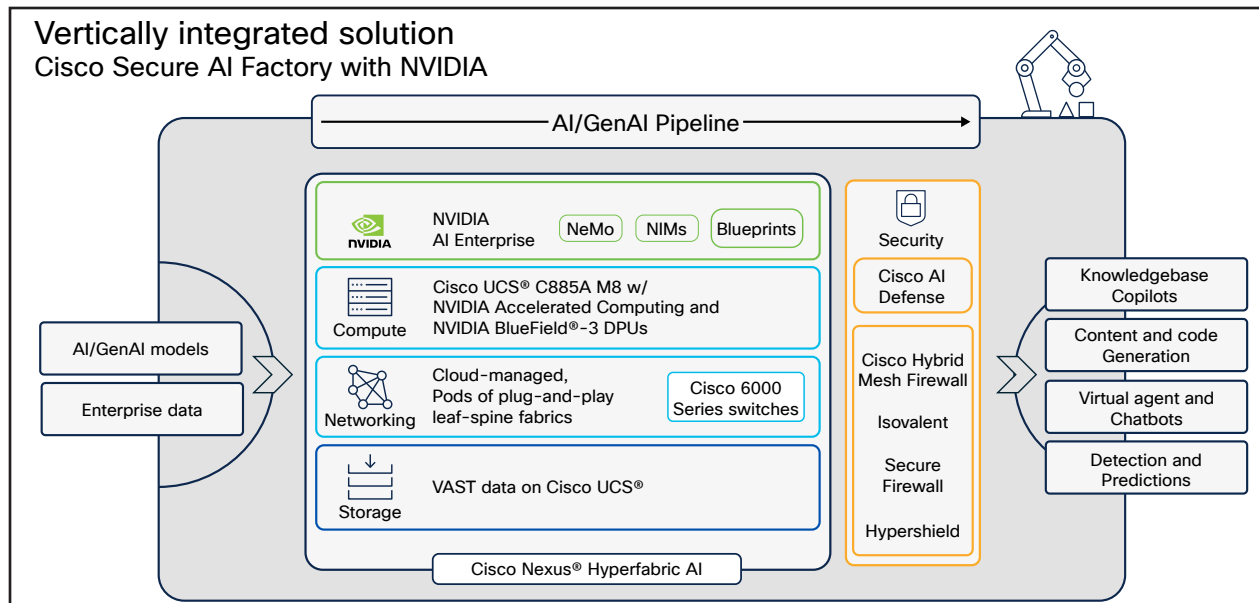 Vertically integrated solution
Cisco Secure AI Factory with NVIDIA
AI/GenAI Pipeline
AI/GenAI models
Enterprise data
nVIDIA
NVIDIA
AI Enterprise
NeMo
NIMs
Blueprints
Compute
Cisco UCS® C885A M8 w/
NVIDIA Accelerated Computing and
NVIDIA BlueField®-3 DPUs
Networking
Cloud-managed,
Pods of plug-and-play
leaf-spine fabrics
Cisco 6000
Series switches
Storage
VAST data on Cisco UCS®
Cisco Nexus® Hyperfabric AI
Security
Cisco AI
Defense
Cisco Hybrid
Mesh Firewall
Isovalent
Secure
Firewall
Hypershield
Knowledgebase
Copilots
Content and code
Generation
Virtual agent and
Chatbots
Detection and
Predictions